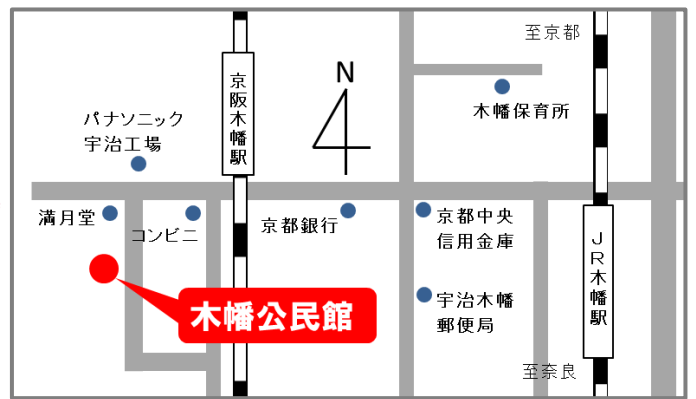 至京都
N
京阪木幡駅
パナソニック
宇治工場
木幡保育所
満月堂
コンビニ
京都銀行
京都中央
信用金庫
JR木幡駅
木幡公民館
宇治木幡
郵便局
至奈良